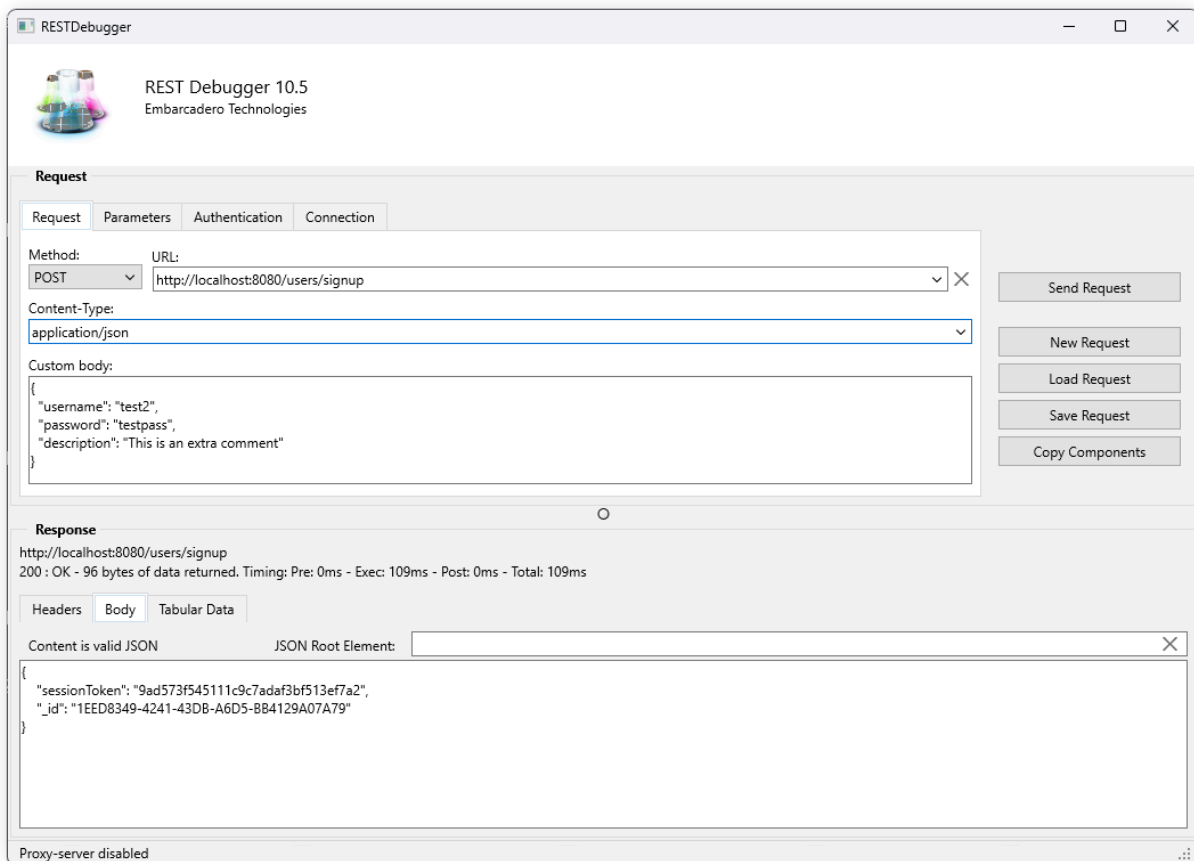 RESTDebugger
REST Debugger 10.5
Embarcadero Technologies
Request
Request Parameters Authentication Connection
Method: URL:
POST http://localhost:8080/users/signup
Send Request
Content-Type:
application/json
New Request
Custom body:
Load Request
{
"username": "test2",
Save Request
"password": "testpass",
"description": "This is an extra comment"
Copy Components
}
Response
http://localhost:8080/users/signup
200 : OK - 96 bytes of data returned. Timing: Pre: 0ms - Exec: 109ms - Post: 0ms - Total: 109ms
Headers Body Tabular Data
Content is valid JSON JSON Root Element:
{
"sessionToken": "9ad573f545111c9c7adaf3bf513ef7a2",
"_id": "1EED8349-4241-43DB-A6D5-BB4129A07A79"
}
Proxy-server disabled